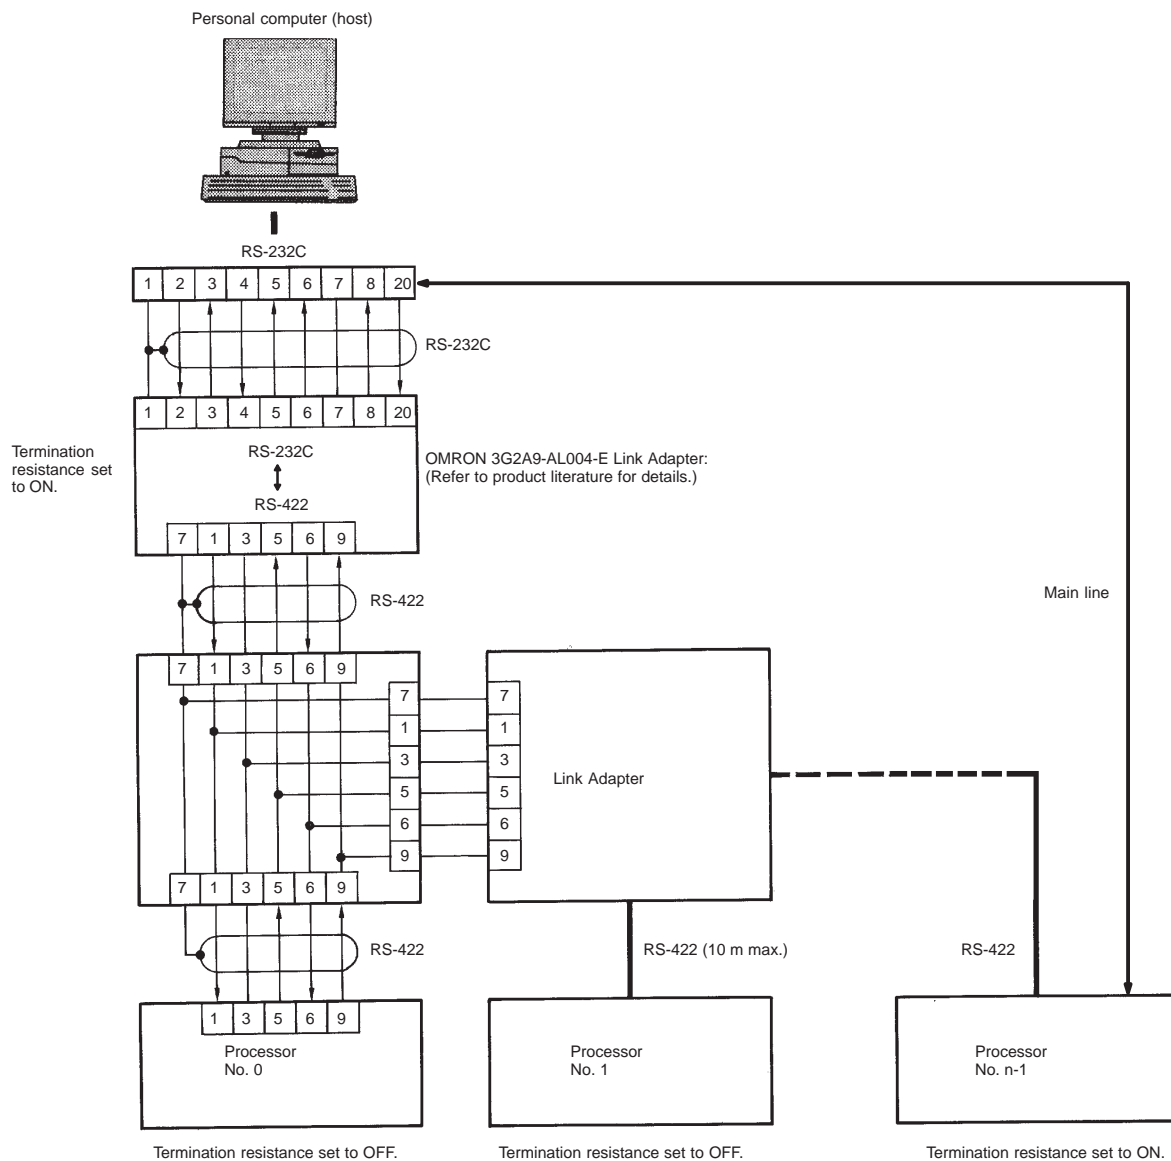 Personal computer (host)
RS-232C
1 2 3 4 5 6 7 8 20
RS-232C
1 2 3 4 5 6 7 8 20
Termination
resistance set
to ON.
RS-232C
RS-422
OMRON 3G2A9-AL004-E Link Adapter:
(Refer to product literature for details.)
7 1 3 5 6 9
RS-422
Main line
7 1 3 5 6 9
7 7
1 1
3 3
5 5
6 6
9 9
Link Adapter
7 1 3 5 6 9
RS-422
RS-422 (10 m max.)
RS-422
1 3 5 6 9
Processor
No. 0
Processor
No. 1
Processor
No. n-1
Termination resistance set to OFF.
Termination resistance set to OFF.
Termination resistance set to ON.